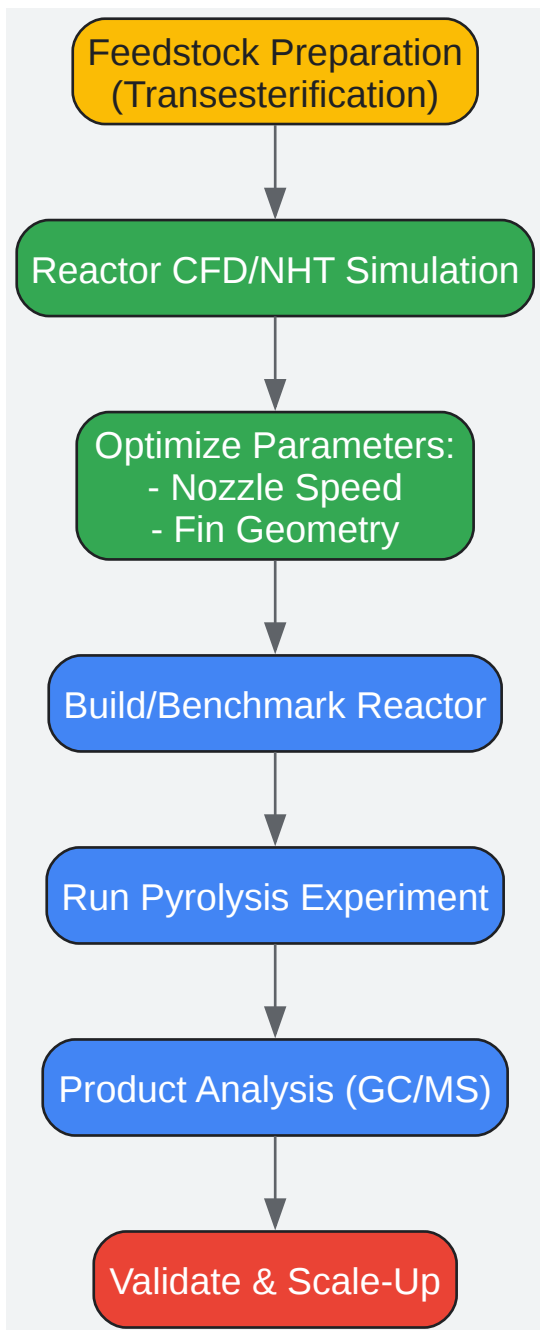 Feedstock Preparation
(Transesterification)
Reactor CFD/NHT Simulation
Optimize Parameters:
- Nozzle Speed
- Fin Geometry
Build/Benchmark Reactor
Run Pyrolysis Experiment
Product Analysis (GC/MS)
Validate & Scale-Up